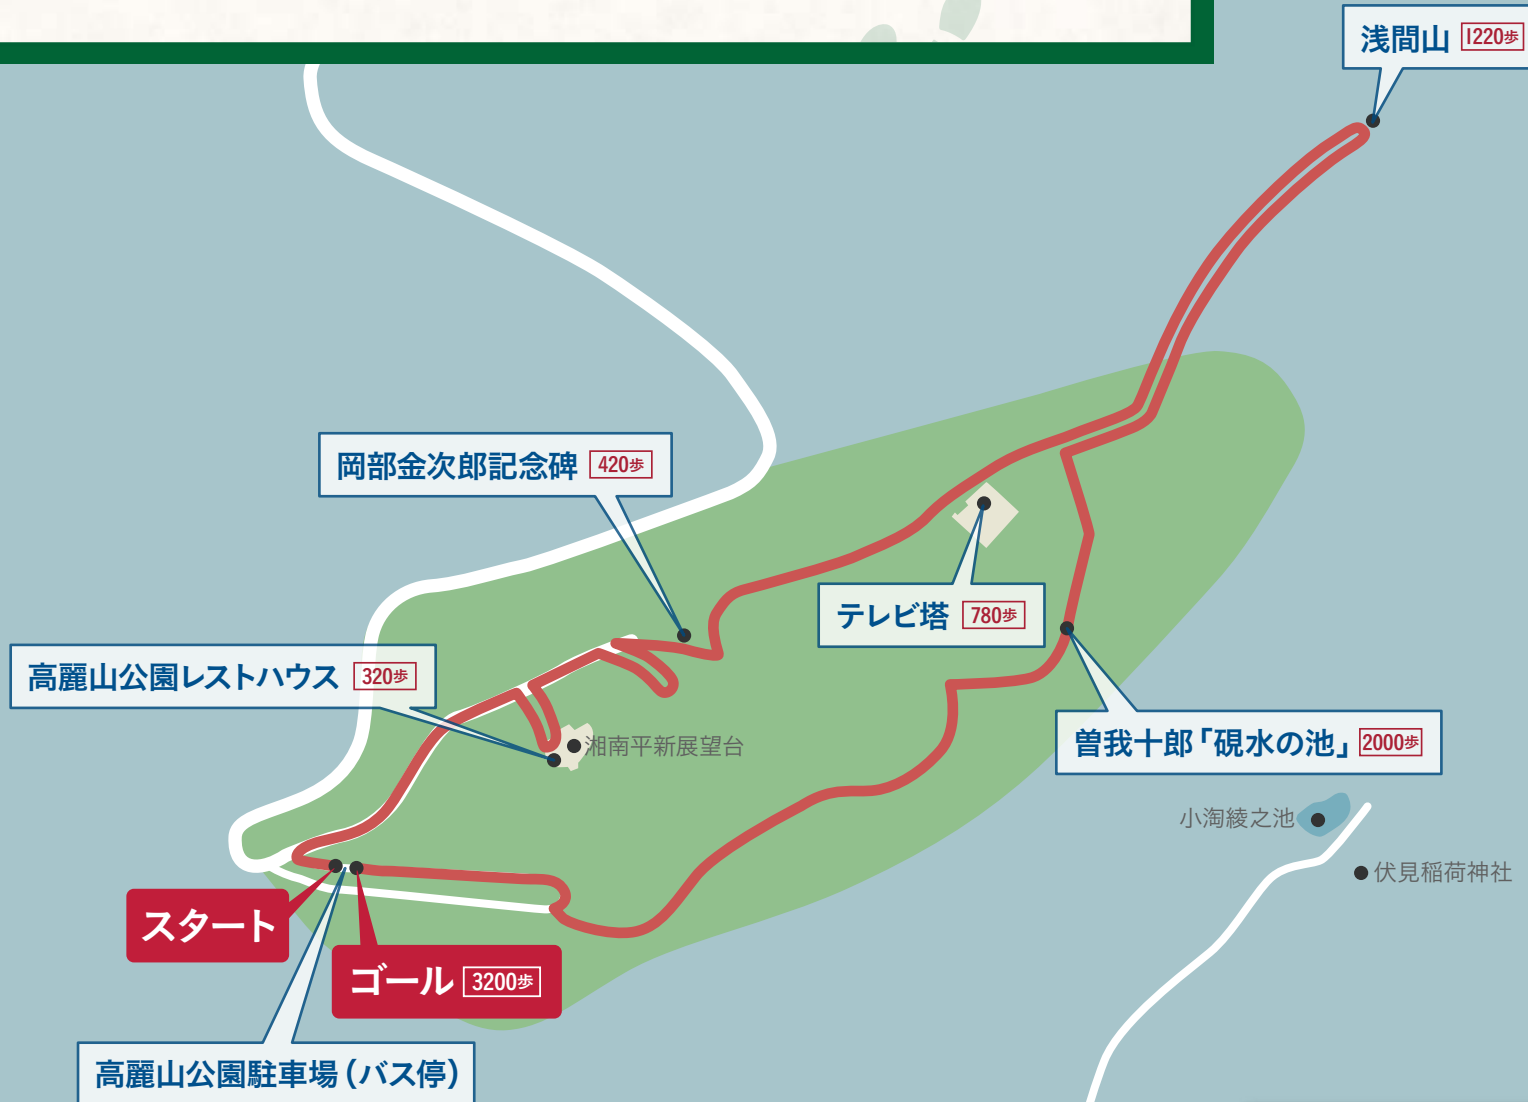 浅間山 1220歩
岡部金次郎記念碑 420歩
テレビ塔 780歩
高麗山公園レストハウス 320歩
湘南平新展望台
曽我十郎「硯水の池」 2000歩
小淘綾之池
伏見稲荷神社
スタート
ゴール 3200歩
高麗山公園駐車場（バス停）